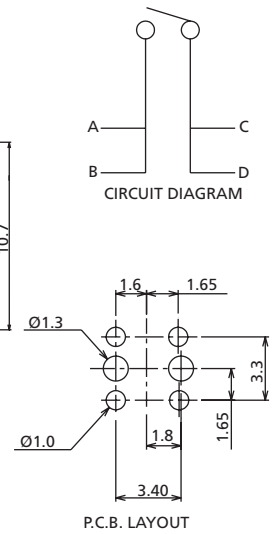 A
C
B
D
CIRCUIT DIAGRAM
10.7
1.6
1.65
Ø1.3
3.3
1.65
Ø1.0
1.8
3.40
P.C.B. LAYOUT